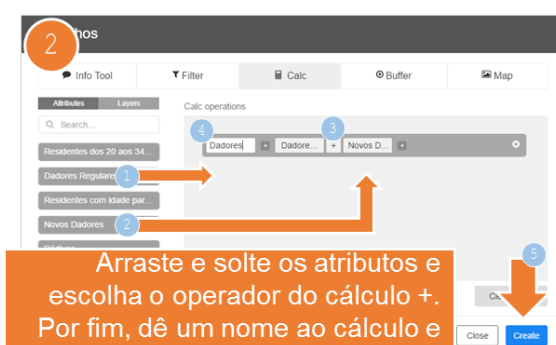 2
hos
Info Tool
Filter
Calc
Buffer
Map
Attributes
Layers
Calc operations
Search...
4
3
Dadores
+
Dadore...
+
Novos D...
+
Residentes dos 20 aos 34...
Dadores Regulares
1
Residentes com idade par...
Novos Dadores
2
5
Arraste e solte os atributos e
escolha o operador do cálculo +.
Por fim, dê um nome ao cálculo e
Close
Create